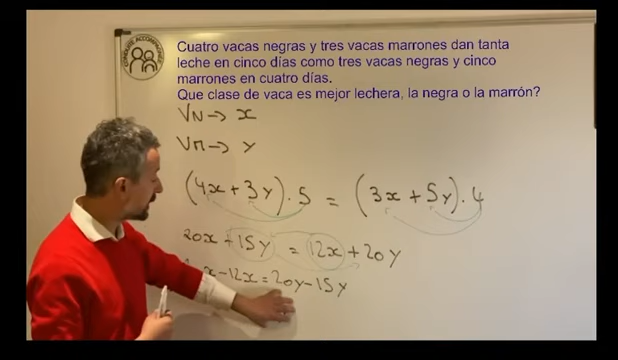 CONDUITE ACCOMPAGNEE
Cuatro vacas negras y tres vacas marrones dan tanta
leche en cinco días como tres vacas negras y cinco
marrones en cuatro días.
Que clase de vaca es mejor lechera, la negra o la marrón?
VN → x
VM → y
(4x + 3y) · 5 = (3x + 5y) · 4
20x + 15y = 12x + 20y
x - 12x = 20y - 15y